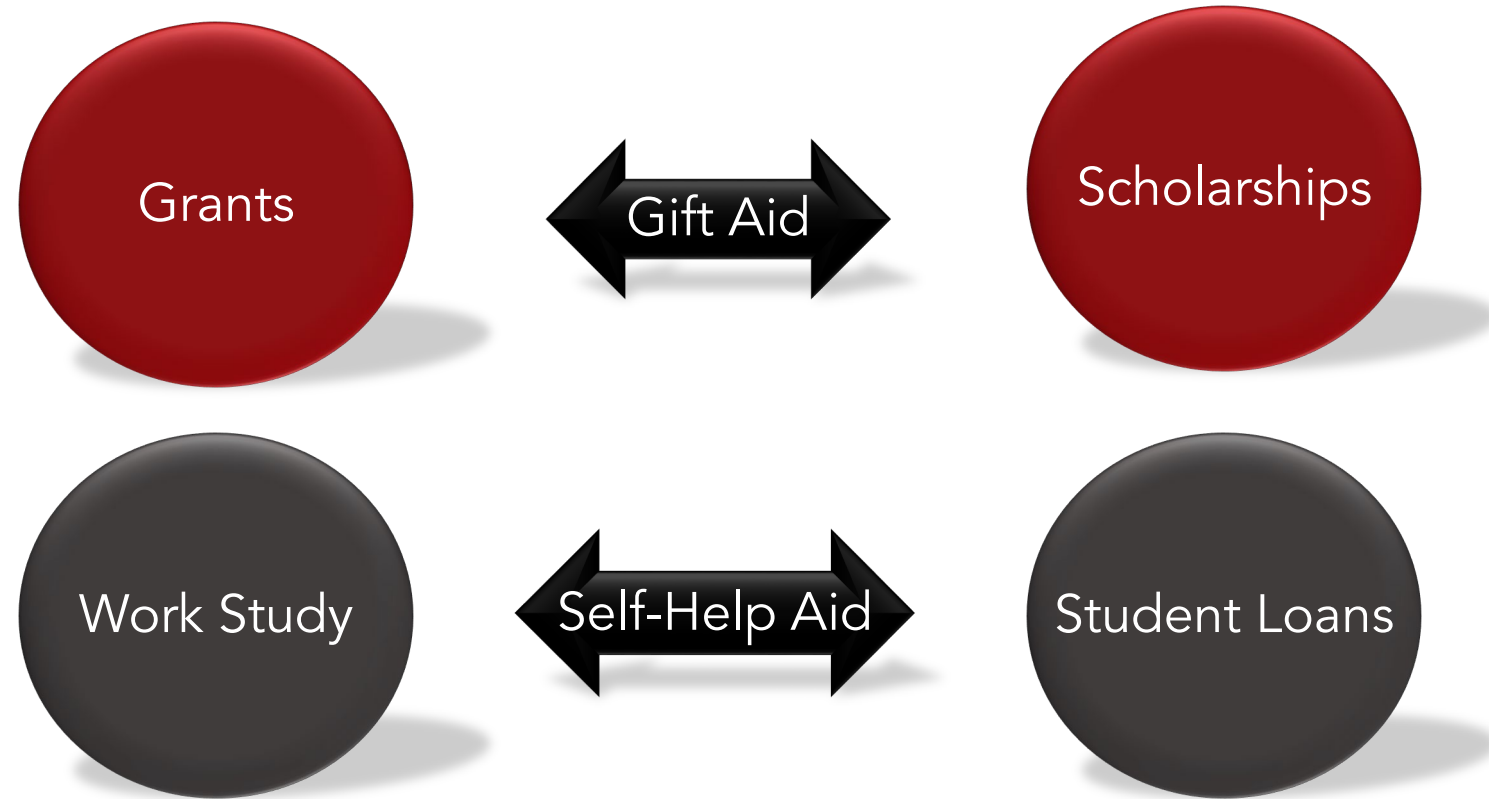 Grants
Gift Aid
Scholarships
Work Study
Self-Help Aid
Student Loans